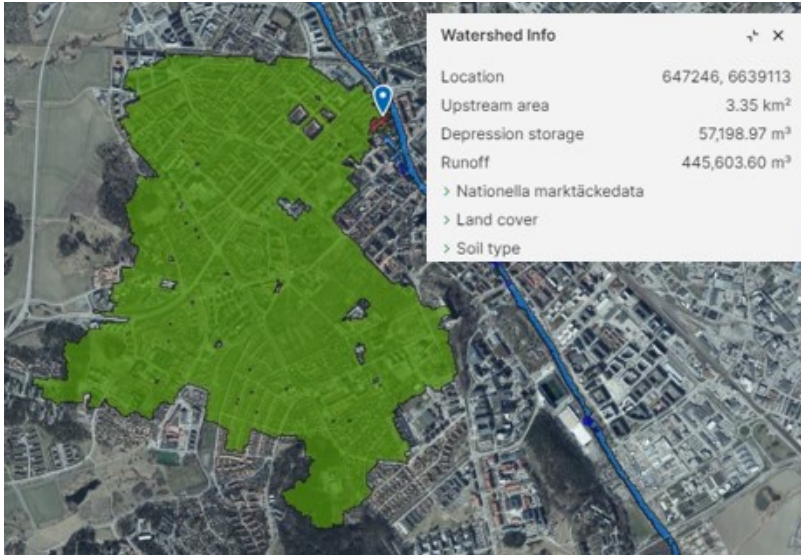 Watershed Info
Location 647246, 6639113
Upstream area 3.35 km²
Depression storage 57,198.97 m³
Runoff 445,603.60 m³
Nationella marktäckedata
Land cover
Soil type